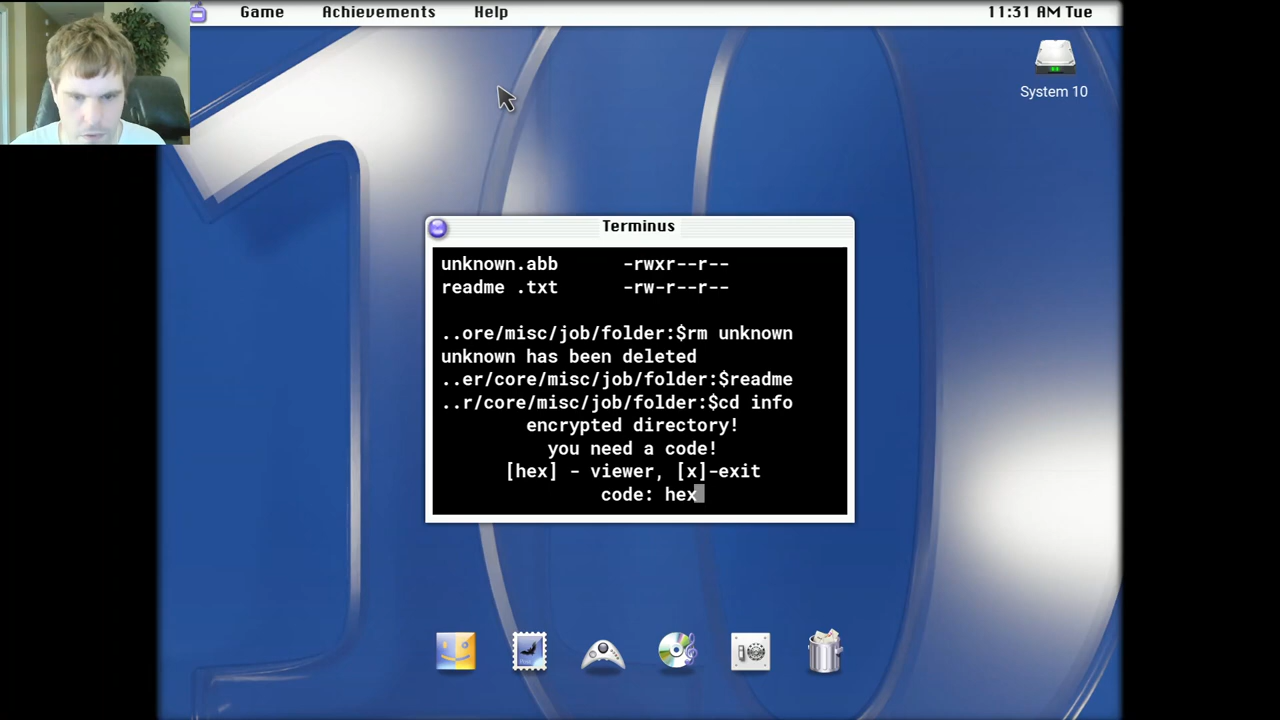 Game Achievements Help 11:31 AM Tue
System 10
Terminus
unknown.abb -rwxr--r--
readme .txt -rw-r--r--
..ore/misc/job/folder:$rm unknown
unknown has been deleted
..er/core/misc/job/folder:$readme
..r/core/misc/job/folder:$cd info
encrypted directory!
you need a code!
[hex] - viewer, [x]-exit
code: hex
10